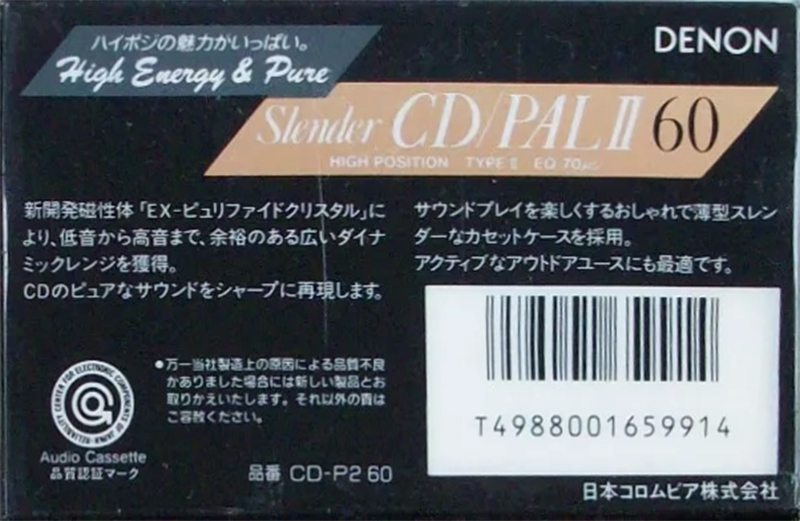 ハイポジの魅力がいっぱい。
High Energy & Pure
DENON
Slender CD/PAL II 60
HIGH POSITION TYPE II EQ 70μs
新開発磁性体「EX-ピュリファイドクリスタル」に
より、低音から高音まで、余裕のある広いダイナ
ミックレンジを獲得。
CDのピュアなサウンドをシャープに再現します。
サウンドプレイを楽しくするおしゃれで薄型スレン
ダーなカセットケースを採用。
アクティブなアウトドアユースにも最適です。
●万一当社製造上の原因による品質不良
がありました場合には新しい製品とお
取りかえいたします。それ以外の責は
ご容赦ください。
RELIABILITY CENTER FOR ELECTRONIC COMPONENTS OF JAPAN
Audio Cassette
品質認証マーク
品番 CD-P2 60
T4988001659914
日本コロムビア株式会社